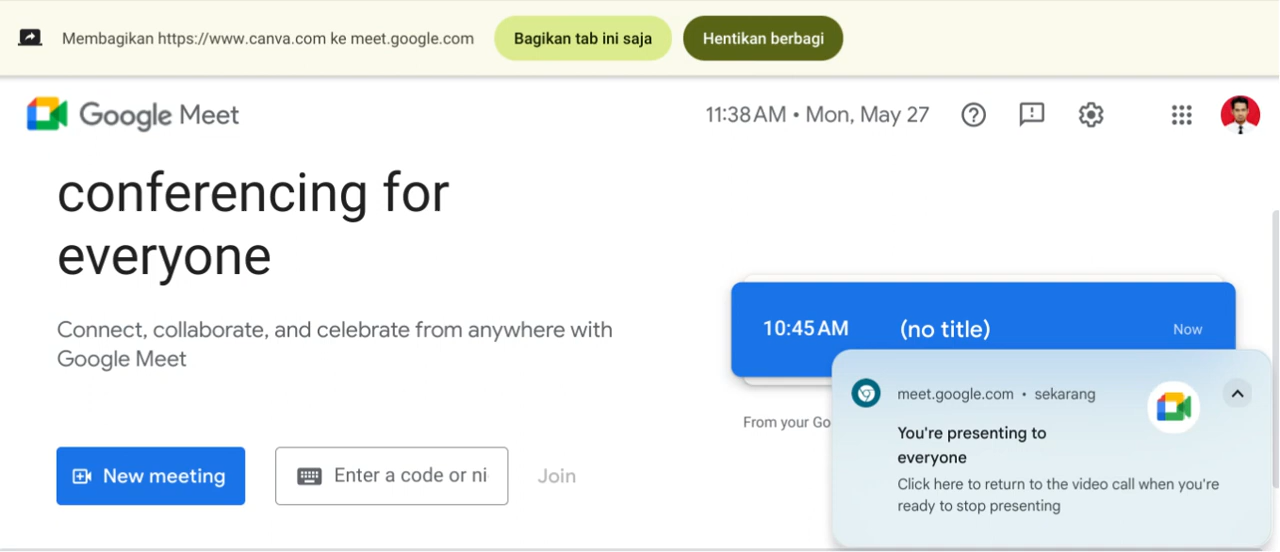 Membagikan https://www.canva.com ke meet.google.com
Bagikan tab ini saja
Hentikan berbagi
Google Meet
11:38 AM • Mon, May 27
conferencing for
everyone
Connect, collaborate, and celebrate from anywhere with
Google Meet
New meeting
Enter a code or ni
Join
10:45 AM
(no title)
Now
From your Go
meet.google.com • sekarang
You're presenting to
everyone
Click here to return to the video call when you're
ready to stop presenting